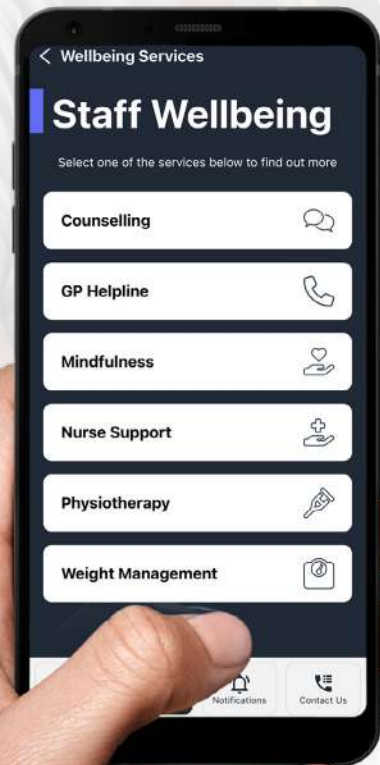 Wellbeing Services
Staff Wellbeing
Select one of the services below to find out more
Counselling
GP Helpline
Mindfulness
Nurse Support
Physiotherapy
Weight Management
Notifications
Contact Us